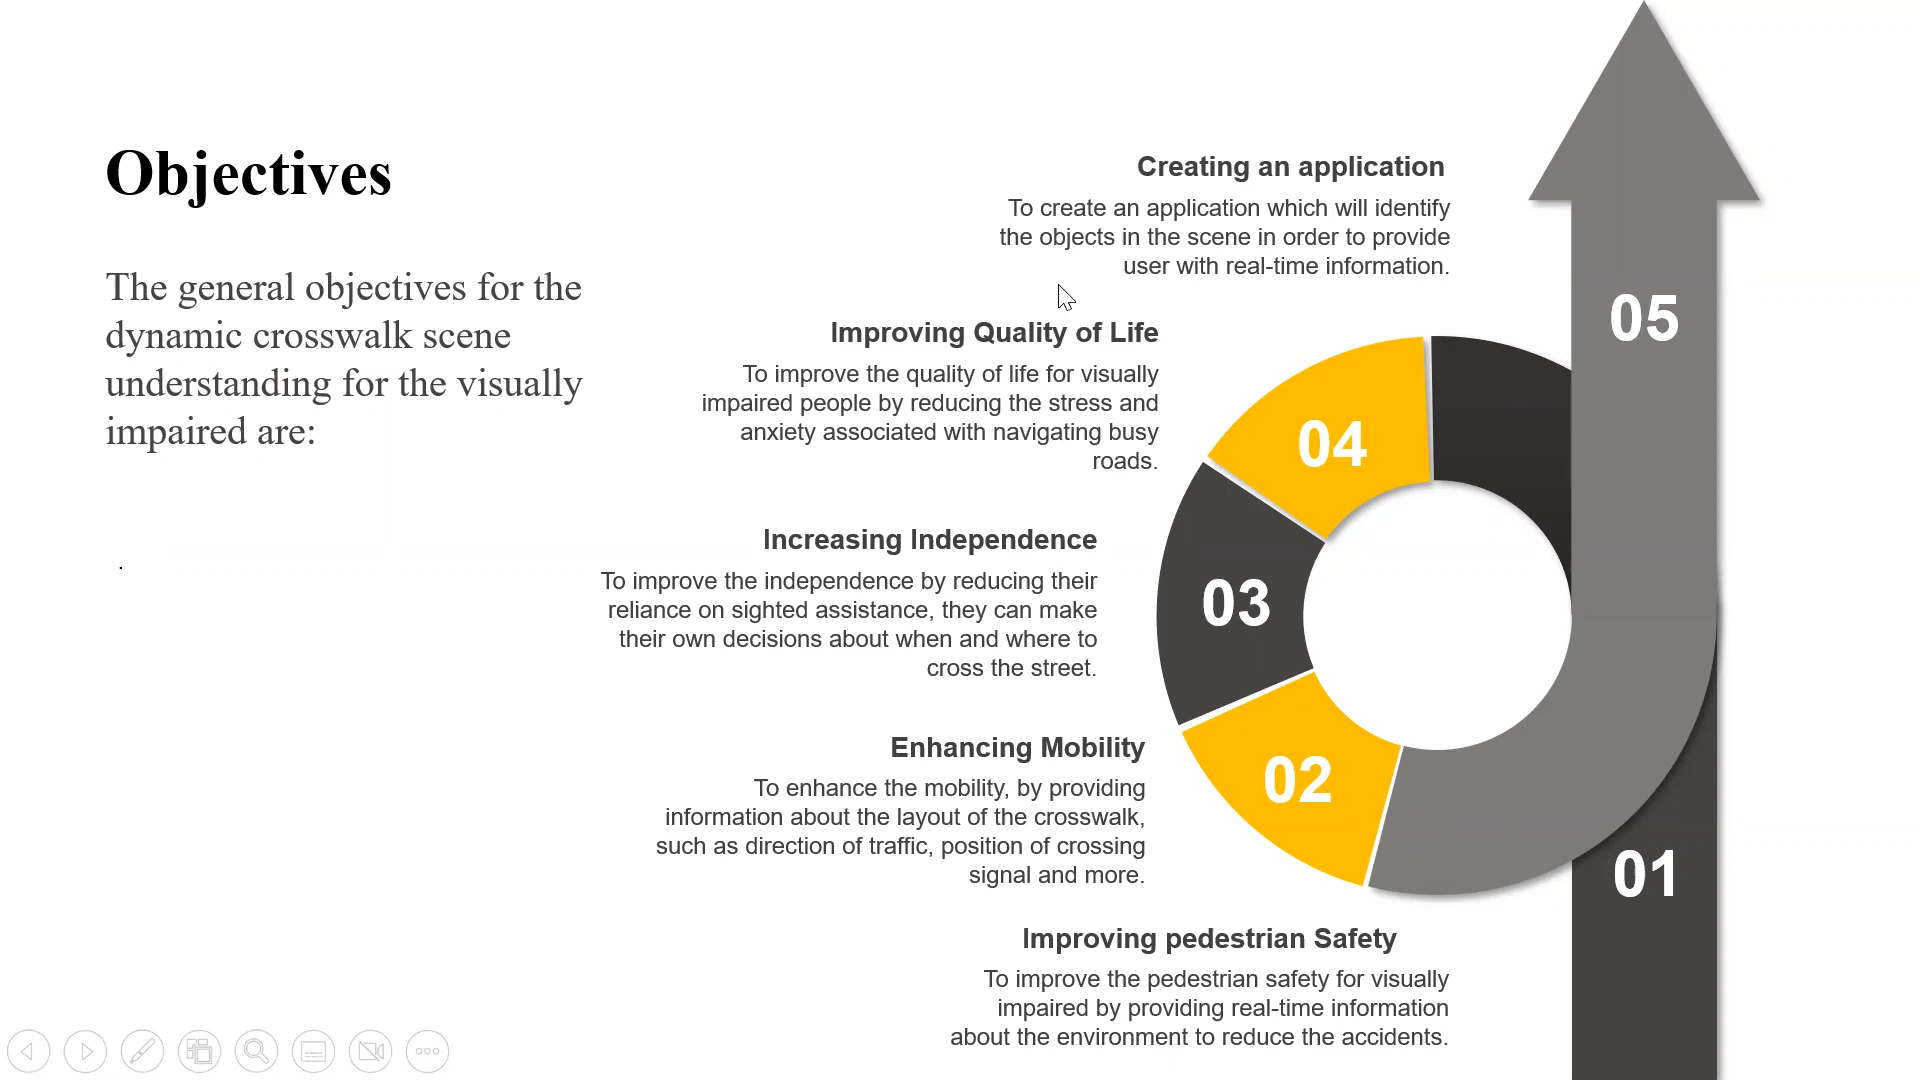 Objectives
The general objectives for the
dynamic crosswalk scene
understanding for the visually
impaired are:
.
Creating an application
To create an application which will identify
the objects in the scene in order to provide
user with real-time information.
05
Improving Quality of Life
To improve the quality of life for visually
impaired people by reducing the stress and
anxiety associated with navigating busy
roads.
04
Increasing Independence
To improve the independence by reducing their
reliance on sighted assistance, they can make
their own decisions about when and where to
cross the street.
03
Enhancing Mobility
To enhance the mobility, by providing
information about the layout of the crosswalk,
such as direction of traffic, position of crossing
signal and more.
02
Improving pedestrian Safety
To improve the pedestrian safety for visually
impaired by providing real-time information
about the environment to reduce the accidents.
01